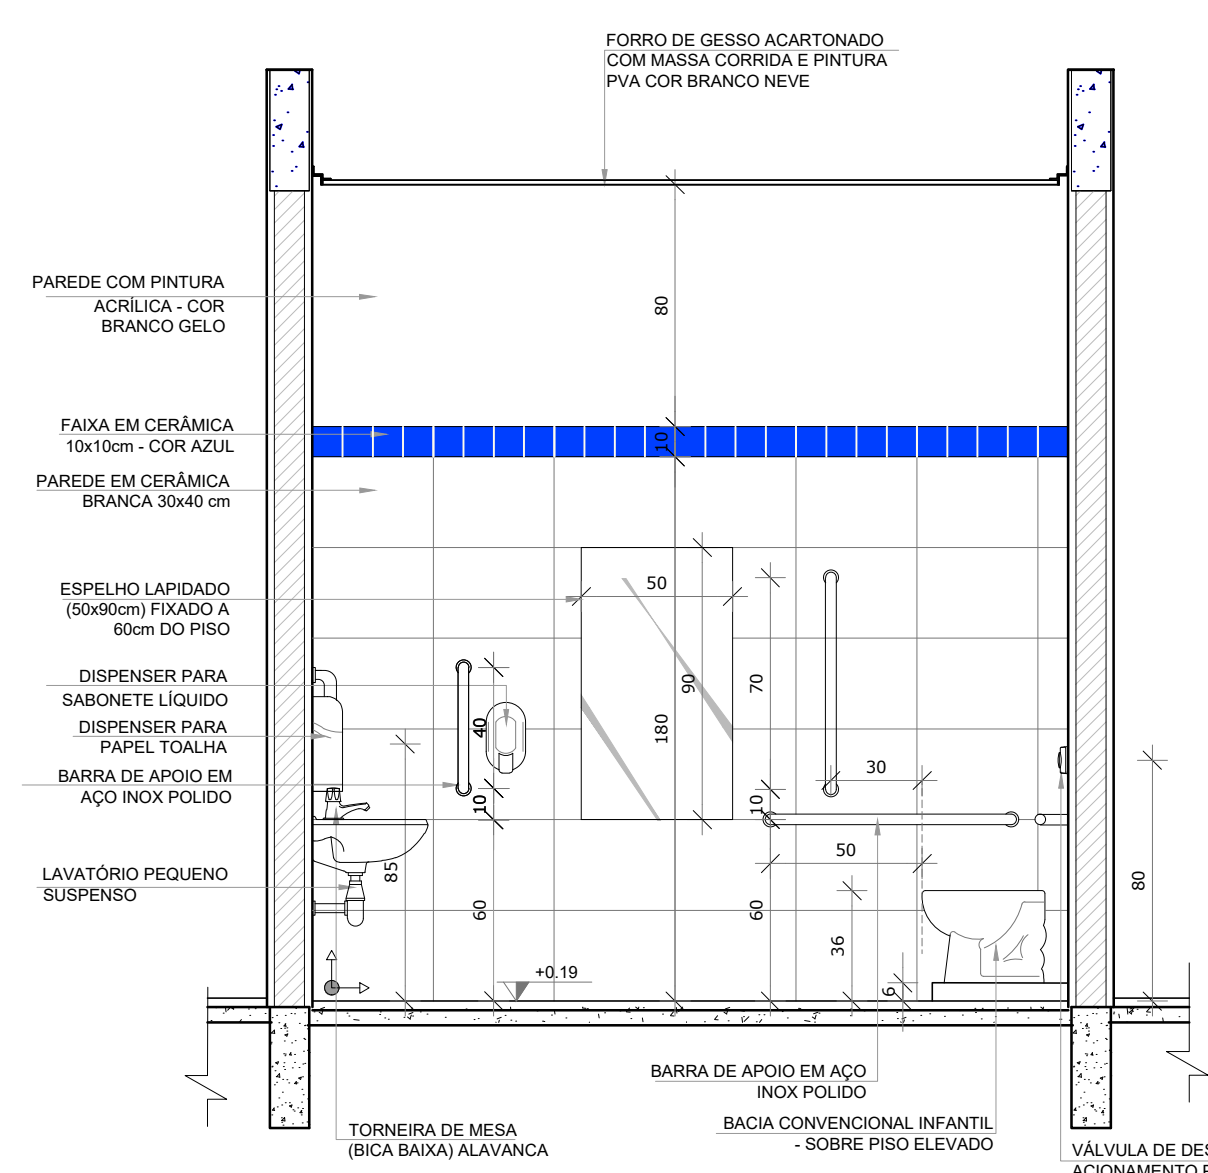 FORRO DE GESSO ACARTONADO
COM MASSA CORRIDA E PINTURA
PVA COR BRANCO NEVE
PAREDE COM PINTURA
ACRÍLICA - COR
BRANCO GELO
80
FAIXA EM CERÂMICA
10x10cm - COR AZUL
10
PAREDE EM CERÂMICA
BRANCA 30x40 cm
ESPELHO LAPIDADO
(50x90cm) FIXADO A
60cm DO PISO
50
DISPENSER PARA
SABONETE LÍQUIDO
DISPENSER PARA
PAPEL TOALHA
BARRA DE APOIO EM
AÇO INOX POLIDO
40
90
180
70
30
10
10
50
LAVATÓRIO PEQUENO
SUSPENSO
85
60
60
36
80
6
+0.19
BARRA DE APOIO EM AÇO
INOX POLIDO
BACIA CONVENCIONAL INFANTIL
- SOBRE PISO ELEVADO
TORNEIRA DE MESA
(BICA BAIXA) ALAVANCA
VÁLVULA DE DES
ACIONAMENTO